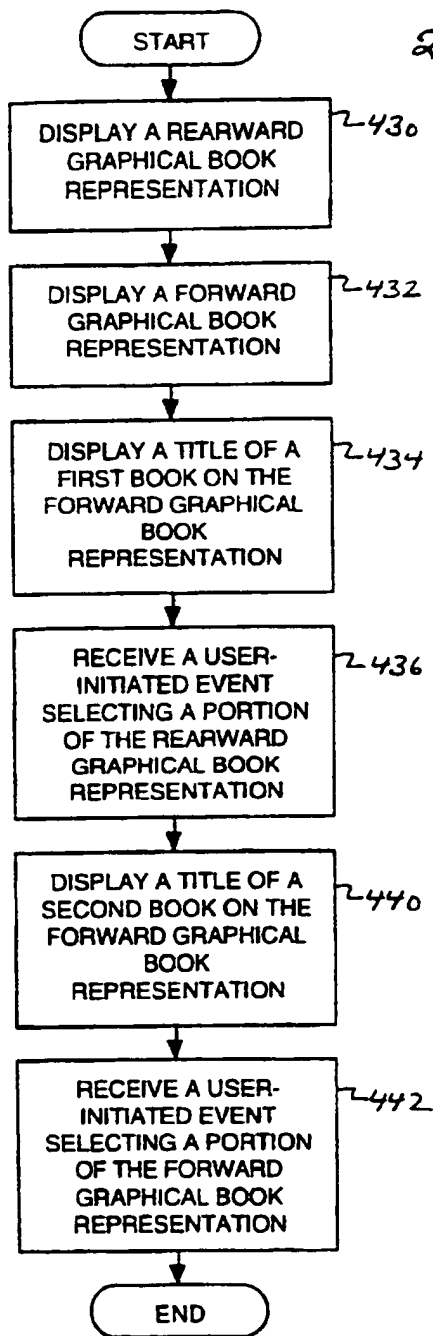 START
2
DISPLAY A REARWARD
GRAPHICAL BOOK
REPRESENTATION
430
DISPLAY A FORWARD
GRAPHICAL BOOK
REPRESENTATION
432
DISPLAY A TITLE OF A
FIRST BOOK ON THE
FORWARD GRAPHICAL
BOOK
REPRESENTATION
434
RECEIVE A USER-
INITIATED EVENT
SELECTING A PORTION
OF THE REARWARD
GRAPHICAL BOOK
REPRESENTATION
436
DISPLAY A TITLE OF A
SECOND BOOK ON THE
FORWARD GRAPHICAL
BOOK
REPRESENTATION
440
RECEIVE A USER-
INITIATED EVENT
SELECTING A PORTION
OF THE FORWARD
GRAPHICAL BOOK
REPRESENTATION
442
END